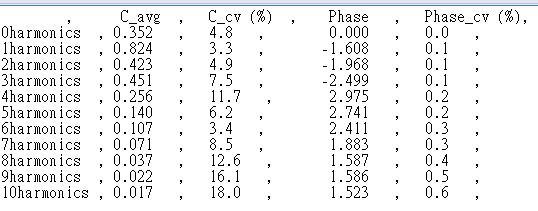 , C_avg , C_cv (%) , Phase , Phase_cv (%),
0harmonics , 0.352 , 4.8 , 0.000 , 0.0 ,
1harmonics , 0.824 , 3.3 , -1.608 , 0.1 ,
2harmonics , 0.423 , 4.9 , -1.968 , 0.1 ,
3harmonics , 0.451 , 7.5 , -2.499 , 0.1 ,
4harmonics , 0.256 , 11.7 , 2.975 , 0.2 ,
5harmonics , 0.140 , 6.2 , 2.741 , 0.2 ,
6harmonics , 0.107 , 3.4 , 2.411 , 0.3 ,
7harmonics , 0.071 , 8.5 , 1.883 , 0.3 ,
8harmonics , 0.037 , 12.6 , 1.587 , 0.4 ,
9harmonics , 0.022 , 16.1 , 1.586 , 0.5 ,
10harmonics , 0.017 , 18.0 , 1.523 , 0.6 ,